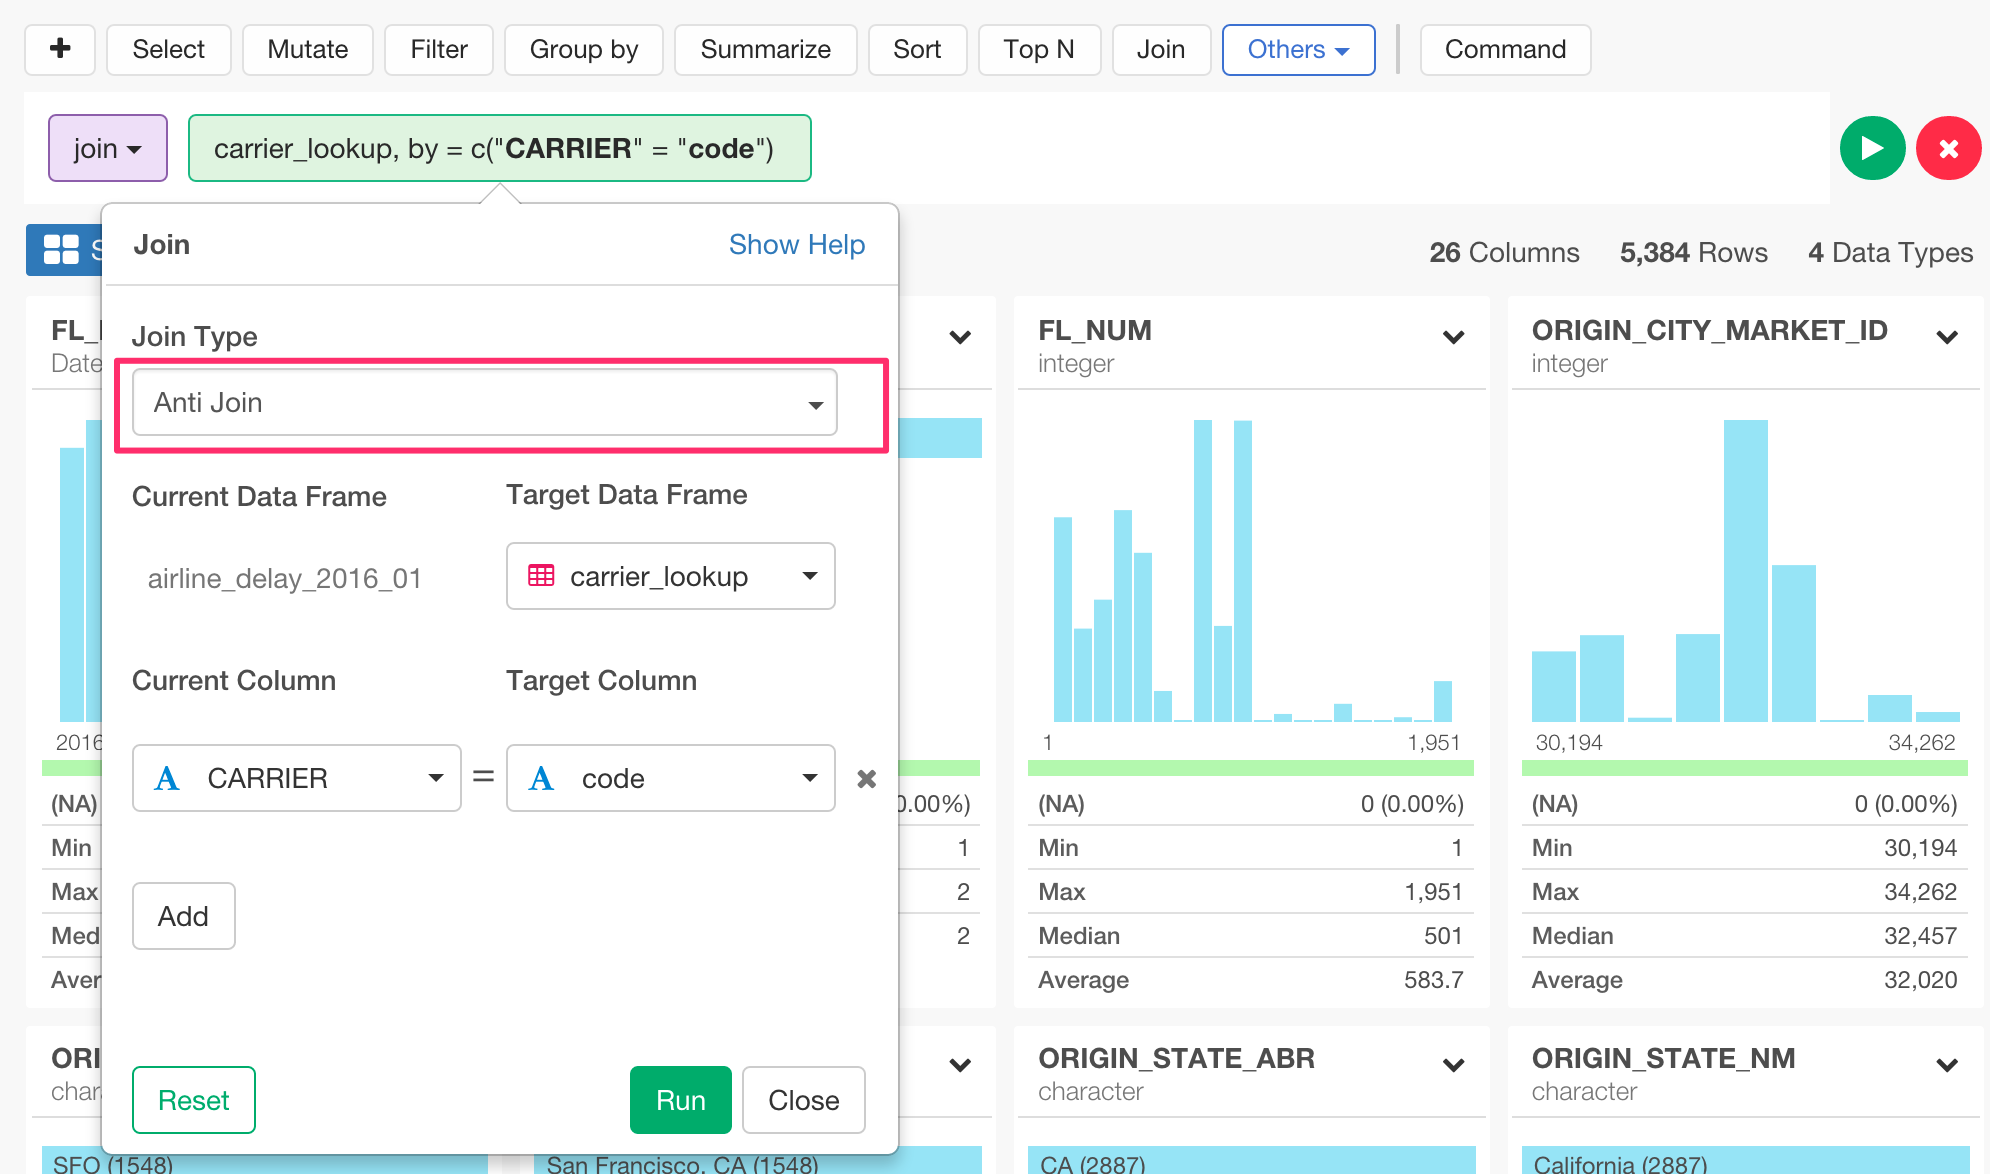 Select
Mutate
Filter
Group by
Summarize
Sort
Top N
Join
Others
Command
join
carrier_lookup, by = c("CARRIER" = "code")
26 Columns 5,384 Rows 4 Data Types
Join
Show Help
Join Type
Anti Join
Current Data Frame
Target Data Frame
airline_delay_2016_01
carrier_lookup
Current Column
Target Column
A CARRIER = A code
Add
Reset
Run
Close
Date
2016
(NA)
Min
Max
0.00%)
1
2
2
FL_NUM
integer
1 1,951
(NA) 0 (0.00%)
Min 1
Max 1,951
Median 501
Average 583.7
ORIGIN_CITY_MARKET_ID
integer
30,194 34,262
(NA) 0 (0.00%)
Min 30,194
Max 34,262
Median 32,457
Average 32,020
SFO (1548)
San Francisco, CA (1548)
ORIGIN_STATE_ABR
character
CA (2887)
ORIGIN_STATE_NM
character
California (2887)